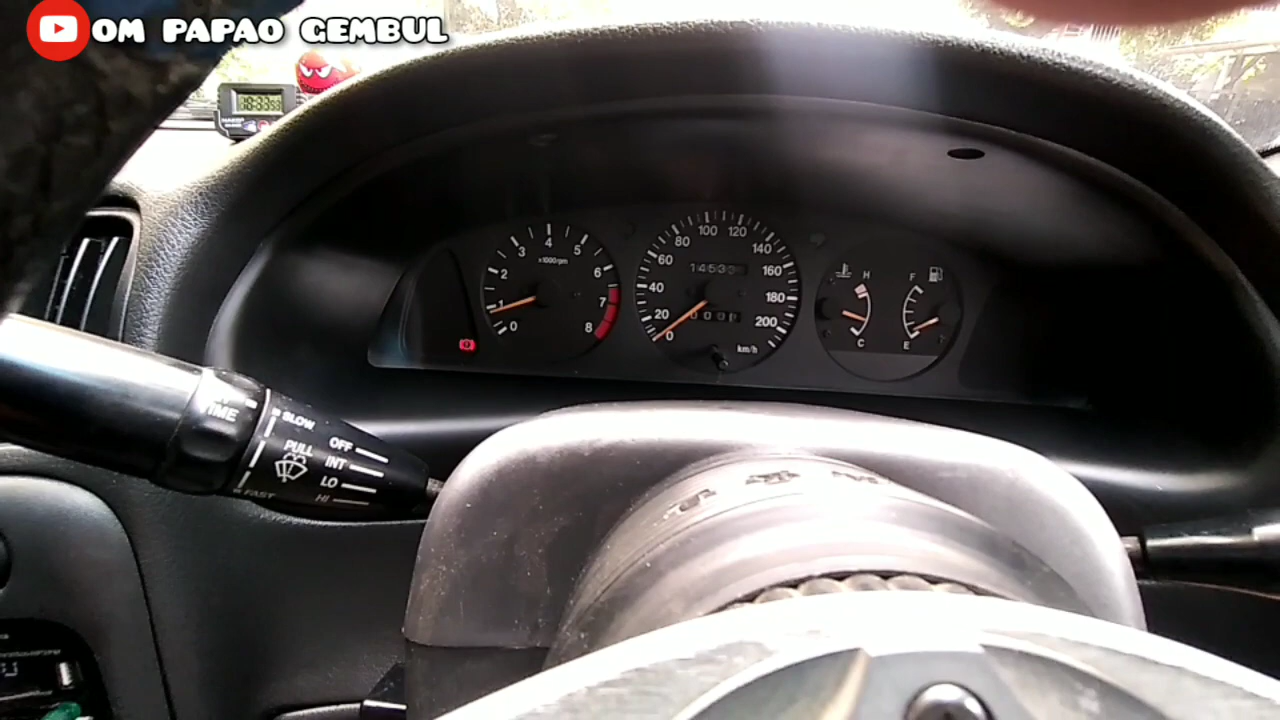 OM PAPAO GEMBUL
1 2 3 4 5 6 7 8 0
x1000rpm
0 20 40 60 80 100 120 140 160 180 200
km/h
H
C
F
E
TIME
SLOW
FAST
PULL
OFF
INT
LO
HI